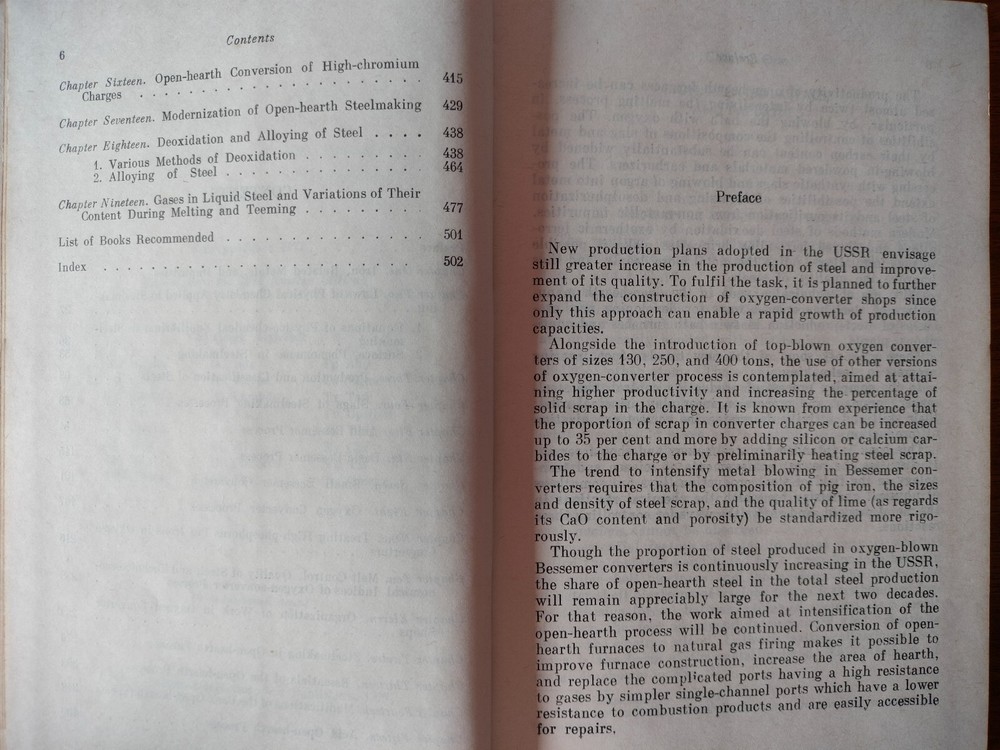 6
Contents
Chapter Sixteen. Open-hearth Conversion of High-chromium
Charges . . . . . . . . . . . . . . . . . . . . 415
Chapter Seventeen. Modernization of Open-hearth Steelmaking 429
Chapter Eighteen. Deoxidation and Alloying of Steel . . . . 438
1. Various Methods of Deoxidation . . . . . . . . . 438
2. Alloying of Steel . . . . . . . . . . . . . . . 464
Chapter Nineteen. Gases in Liquid Steel and Variations of Their
Content During Melting and Teeming . . . . . . . . 477
List of Books Recommended . . . . . . . . . . . . . 501
Index . . . . . . . . . . . . . . . . . . . . . . 502
Preface
New production plans adopted in the USSR envisage
still greater increase in the production of steel and improve-
ment of its quality. To fulfil the task, it is planned to further
expand the construction of oxygen-converter shops since
only this approach can enable a rapid growth of production
capacities.
Alongside the introduction of top-blown oxygen conver-
ters of sizes 130, 250, and 400 tons, the use of other versions
of oxygen-converter process is contemplated, aimed at attai-
ning higher productivity and increasing the percentage of
solid scrap in the charge. It is known from experience that
the proportion of scrap in converter charges can be increased
up to 35 per cent and more by adding silicon or calcium car-
bides to the charge or by preliminarily heating steel scrap.
The trend to intensify metal blowing in Bessemer con-
verters requires that the composition of pig iron, the sizes
and density of steel scrap, and the quality of lime (as regards
its CaO content and porosity) be standardized more rigo-
rously.
Though the proportion of steel produced in oxygen-blown
Bessemer converters is continuously increasing in the USSR,
the share of open-hearth steel in the total steel production
will remain appreciably large for the next two decades.
For that reason, the work aimed at intensification of the
open-hearth process will be continued. Conversion of open-
hearth furnaces to natural gas firing makes it possible to
improve furnace construction, increase the area of hearth,
and replace the complicated ports having a high resistance
to gases by simpler single-channel ports which have a lower
resistance to combustion products and are easily accessible
for repairs.